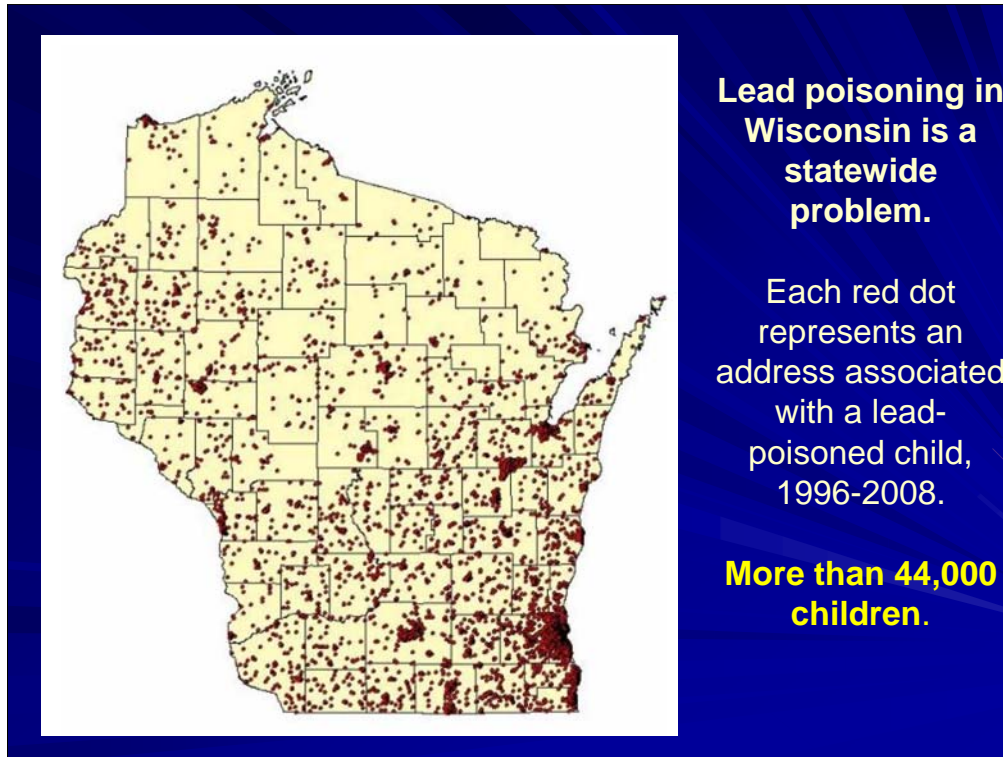 Lead poisoning in
Wisconsin is a
statewide
problem.
Each red dot
represents an
address associated
with a lead-
poisoned child,
1996-2008.
More than 44,000
children.